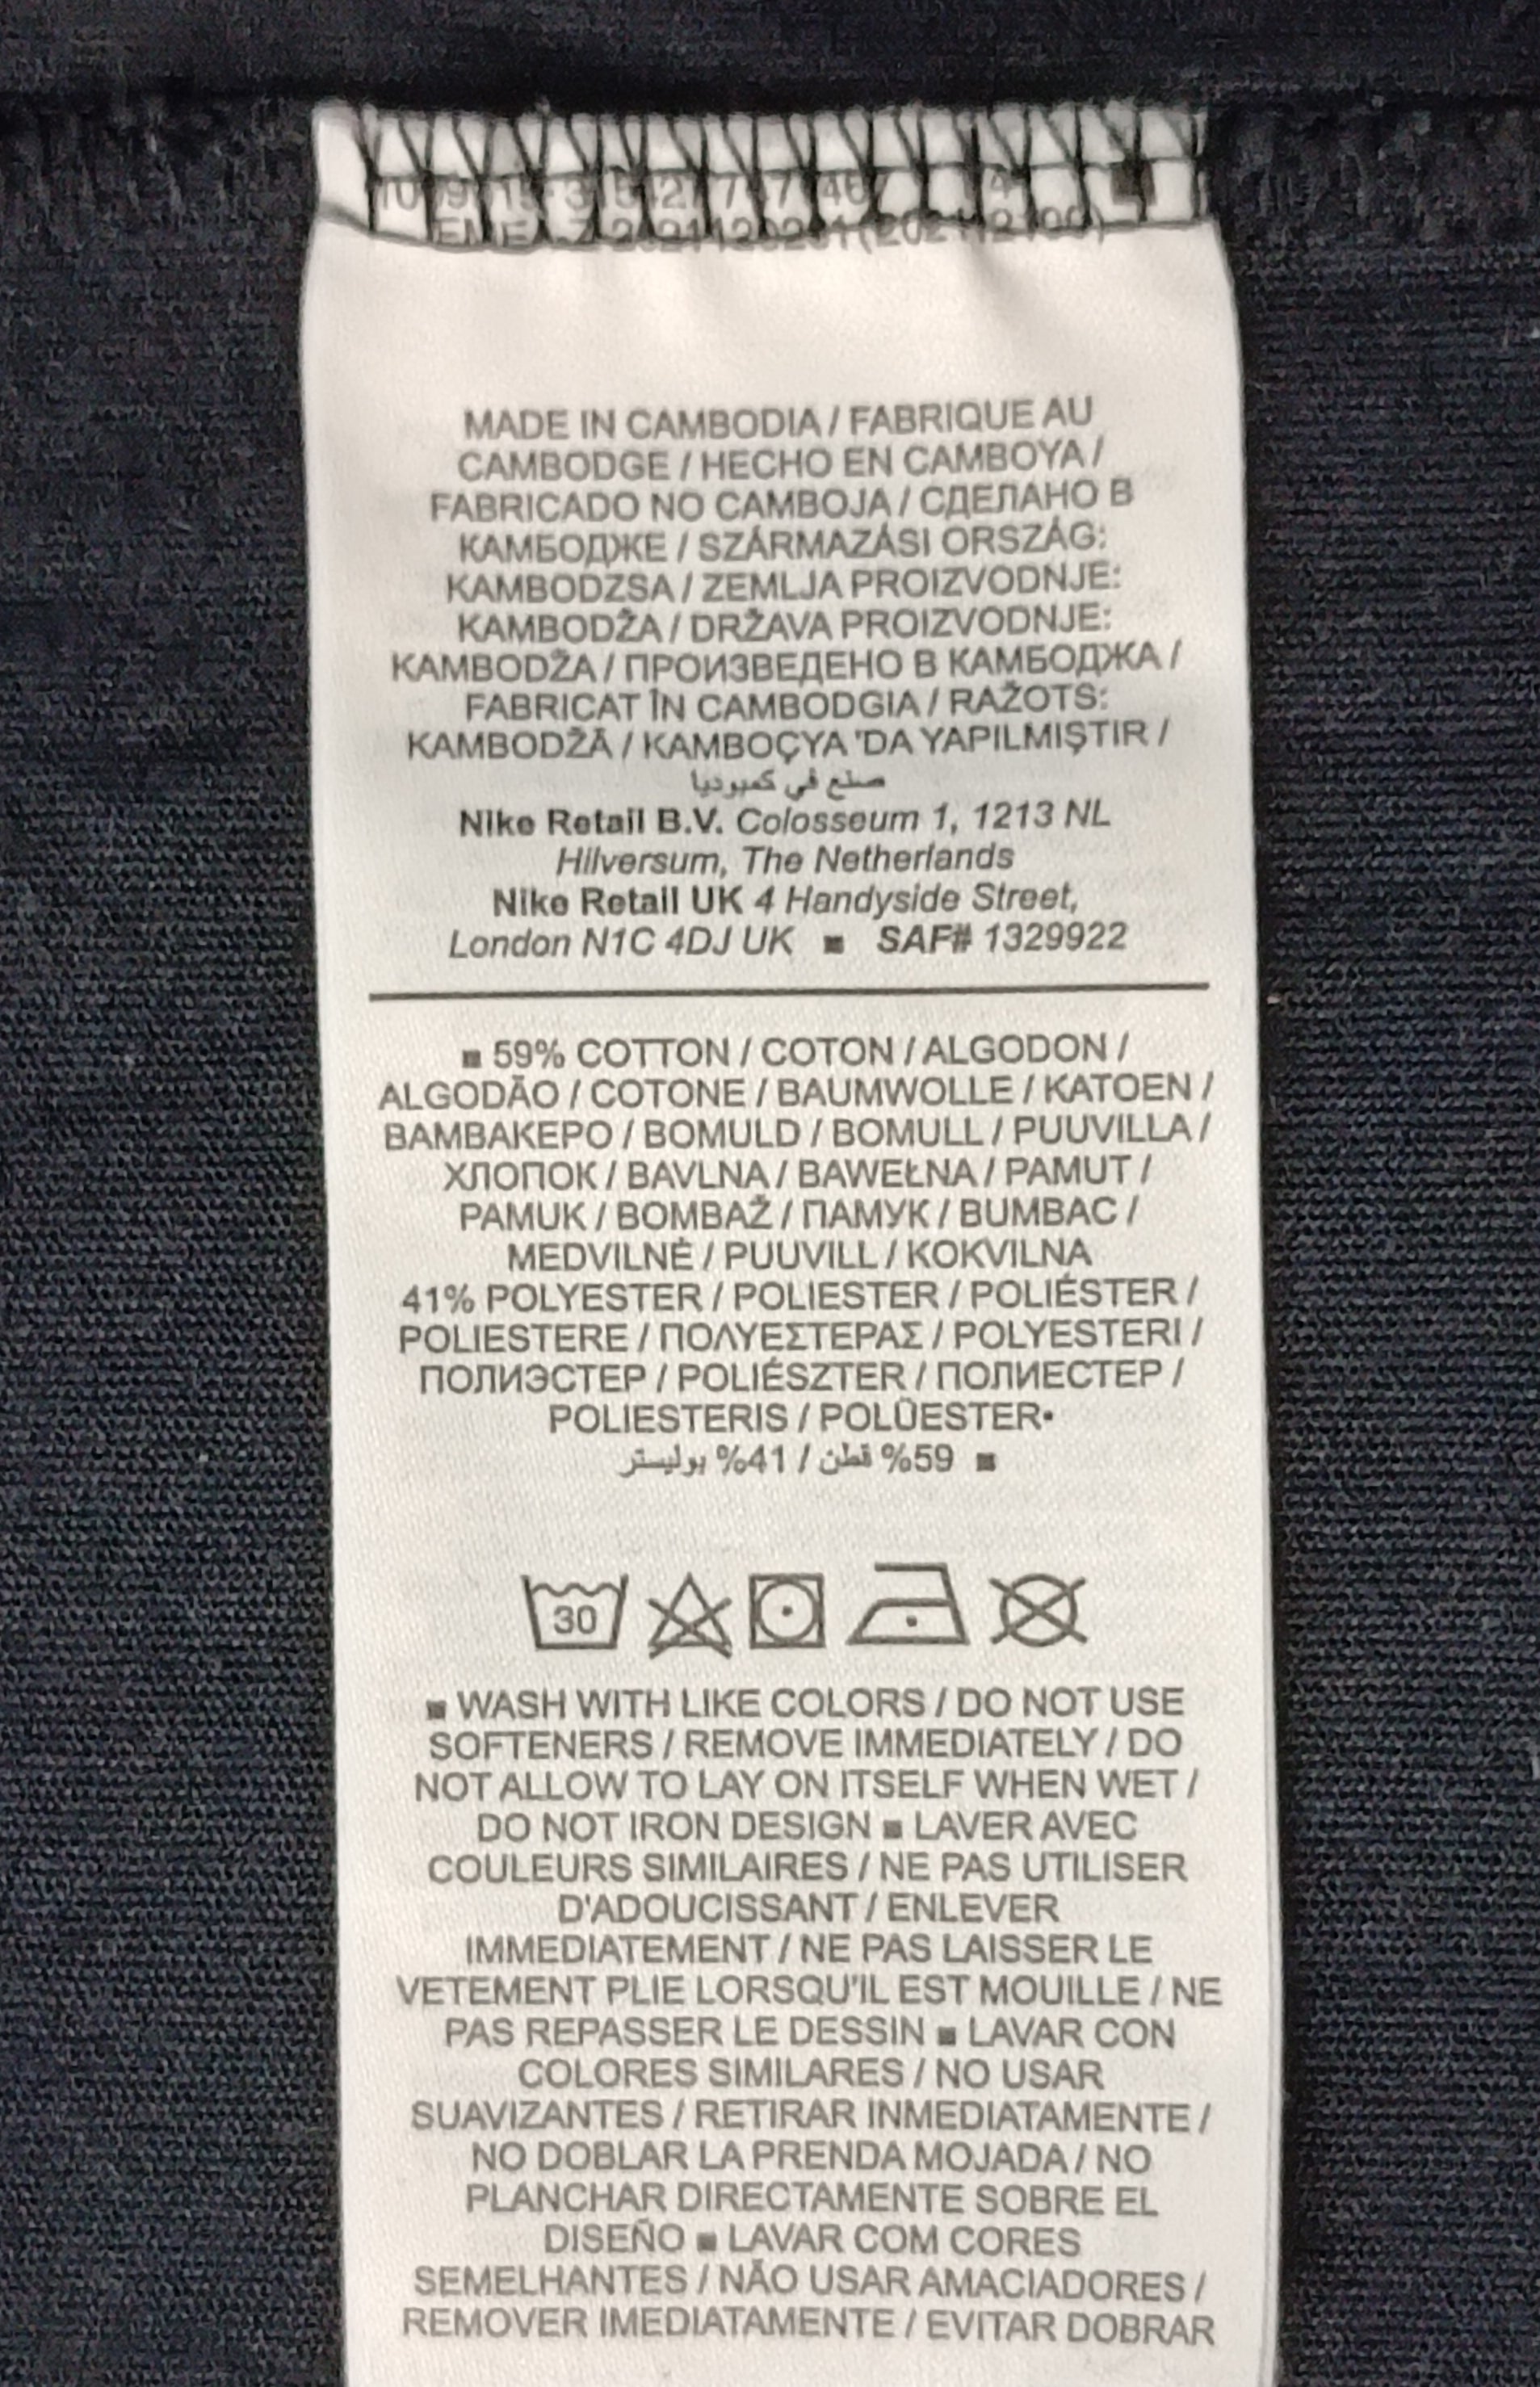 MADE IN CAMBODIA / FABRIQUE AU
CAMBODGE / HECHO EN CAMBOYA /
FABRICADO NO CAMBOJA / СДЕЛАНО В
КАМБОДЖЕ / SZÁRMAZÁSI ORSZÁG:
KAMBODZSA / ZEMLJA PROIZVODNJE:
KAMBODŽA / DRŽAVA PROIZVODNJE:
KAMBODŽA / ПРОИЗВЕДЕНО В КАМБОДЖА /
FABRICAT ÎN CAMBODGIA / RAŽOTS:
KAMBODŽĀ / KAMBOÇYA 'DA YAPILMIŞTIR /
صنع في كمبوديا
Nike Retail B.V. Colosseum 1, 1213 NL
Hilversum, The Netherlands
Nike Retail UK 4 Handyside Street,
London N1C 4DJ UK ■ SAF# 1329922
■ 59% COTTON / COTON / ALGODON /
ALGODÃO / COTONE / BAUMWOLLE / KATOEN /
ΒΑΜΒΑΚΕΡΟ / BOMULD / BOMULL / PUUVILLA /
ХЛОПОК / BAVLNA / BAWEŁNA / PAMUT /
PAMUK / BOMBAŽ / ПАМУК / BUMBAC /
MEDVILNĖ / PUUVILL / KOKVILNA
41% POLYESTER / POLIESTER / POLIÉSTER /
POLIESTERE / ΠΟΛΥΕΣΤΕΡΑΣ / POLYESTERI /
ПОЛИЭСТЕР / POLIÉSZTER / ПОЛИЕСТЕР /
POLIESTERIS / POLÜESTER•
■ 59% قطن / 41% بوليستر
30
■ WASH WITH LIKE COLORS / DO NOT USE
SOFTENERS / REMOVE IMMEDIATELY / DO
NOT ALLOW TO LAY ON ITSELF WHEN WET /
DO NOT IRON DESIGN ■ LAVER AVEC
COULEURS SIMILAIRES / NE PAS UTILISER
D'ADOUCISSANT / ENLEVER
IMMEDIATEMENT / NE PAS LAISSER LE
VETEMENT PLIE LORSQU'IL EST MOUILLE / NE
PAS REPASSER LE DESSIN ■ LAVAR CON
COLORES SIMILARES / NO USAR
SUAVIZANTES / RETIRAR INMEDIATAMENTE /
NO DOBLAR LA PRENDA MOJADA / NO
PLANCHAR DIRECTAMENTE SOBRE EL
DISEÑO ■ LAVAR COM CORES
SEMELHANTES / NÃO USAR AMACIADORES /
REMOVER IMEDIATAMENTE / EVITAR DOBRAR